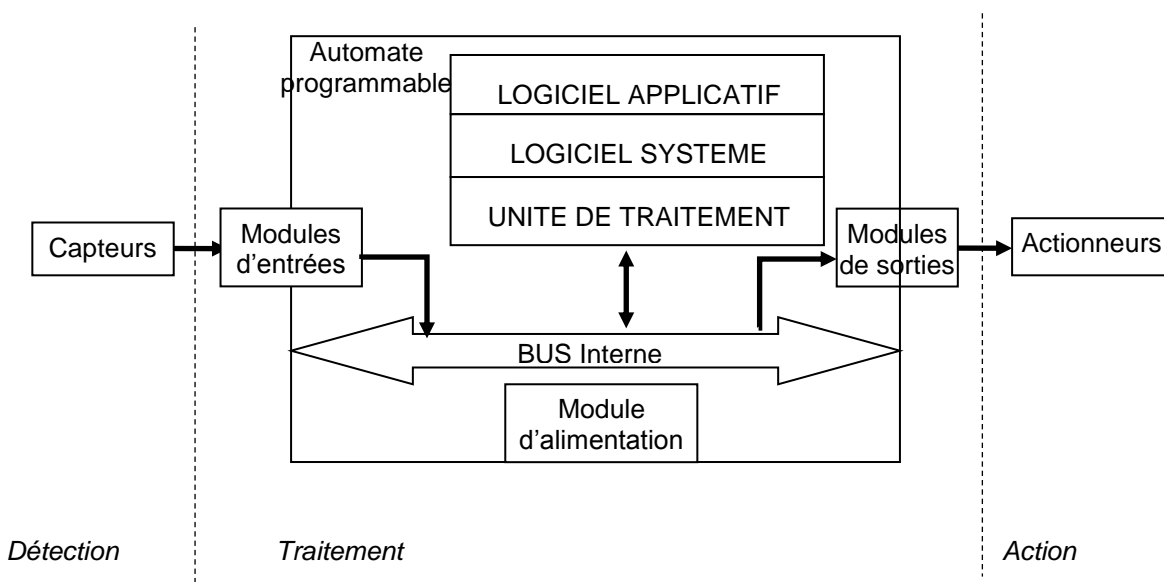 Automate
programmable
LOGICIEL APPLICATIF
LOGICIEL SYSTEME
UNITE DE TRAITEMENT
Capteurs
Modules
d'entrées
Modules
de sorties
Actionneurs
BUS Interne
Module
d'alimentation
Détection
Traitement
Action